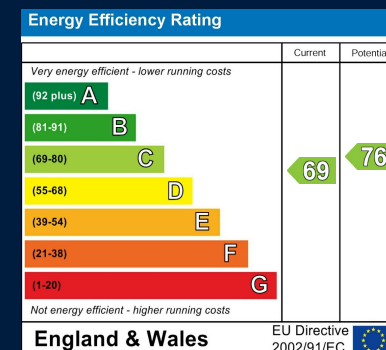 Energy Efficiency Rating
Current Potentia
Very energy efficient - lower running costs
(92 plus) A
(81-91) B
(69-80) C
69 76
(55-68) D
(39-54) E
(21-38) F
(1-20) G
Not energy efficient - higher running costs
England & Wales
EU Directive
2002/91/EC